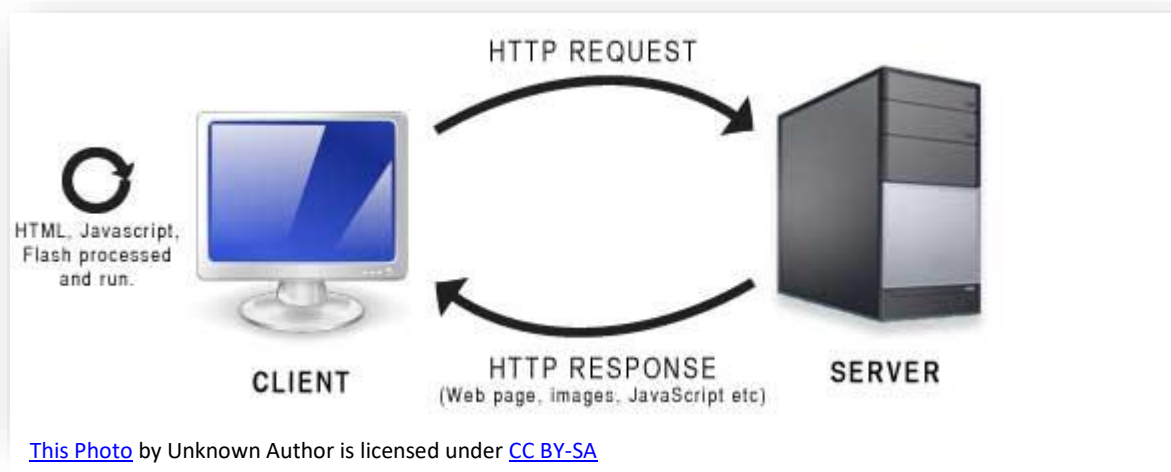 HTTP REQUEST
HTML, Javascript,
Flash processed
and run.
HTTP RESPONSE
(Web page, images, JavaScript etc)
CLIENT
SERVER
This Photo by Unknown Author is licensed under CC BY-SA